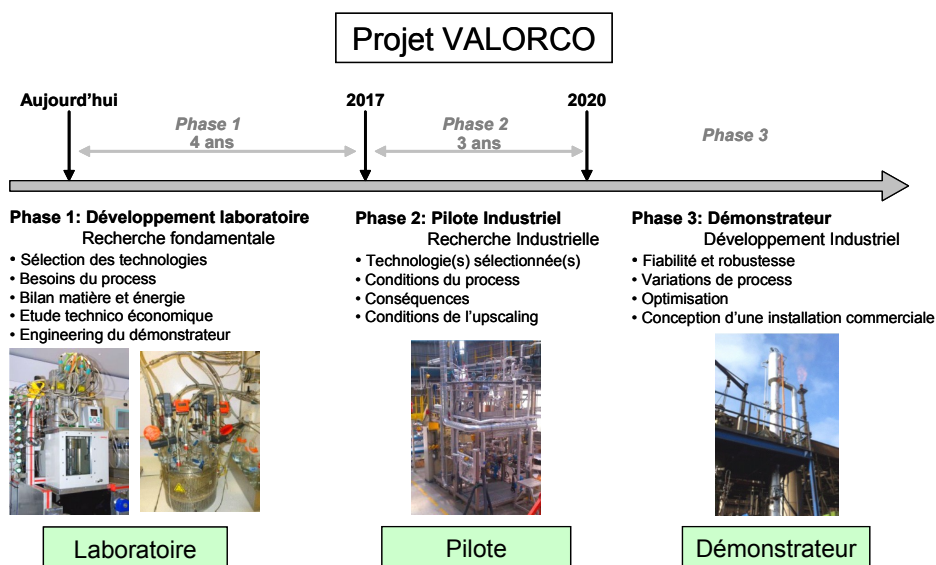 Projet VALORCO
Aujourd'hui
2017
2020
Phase 1
4 ans
Phase 2
3 ans
Phase 3
Phase 1: Développement laboratoire
Recherche fondamentale
• Sélection des technologies
• Besoins du process
• Bilan matière et énergie
• Etude technico économique
• Engineering du démonstrateur
Phase 2: Pilote Industriel
Recherche Industrielle
• Technologie(s) sélectionnée(s)
• Conditions du process
• Conséquences
• Conditions de l'upscaling
Phase 3: Démonstrateur
Développement Industriel
• Fiabilité et robustesse
• Variations de process
• Optimisation
• Conception d'une installation commerciale
Laboratoire
Pilote
Démonstrateur